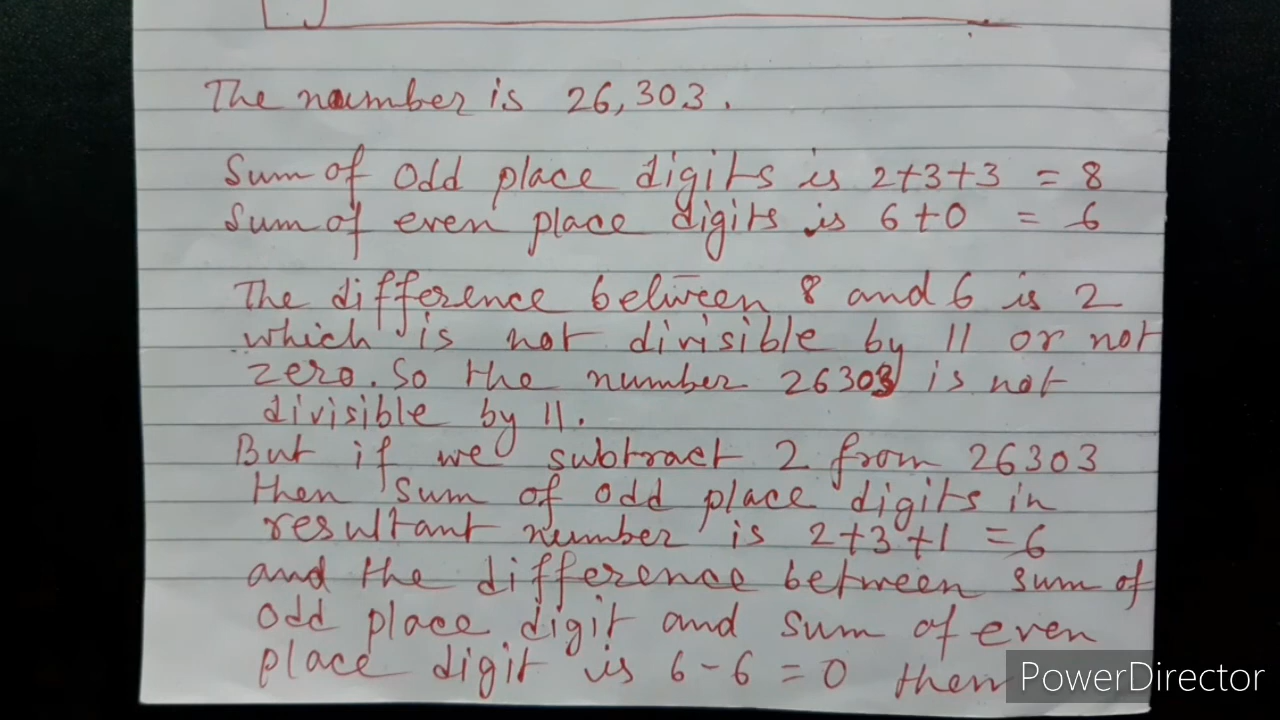 The number is 26,303.
Sum of odd place digits is 2+3+3 = 8
Sum of even place digits is 6+0 = 6
The difference between 8 and 6 is 2
which is not divisible by 11 or not
zero. So the number 26303 is not
divisible by 11.
But if we subtract 2 from 26303
then sum of odd place digits in
resultant number is 2+3+1 = 6
and the difference between sum of
odd place digit and sum of even
place digit is 6-6 = 0 then
PowerDirector